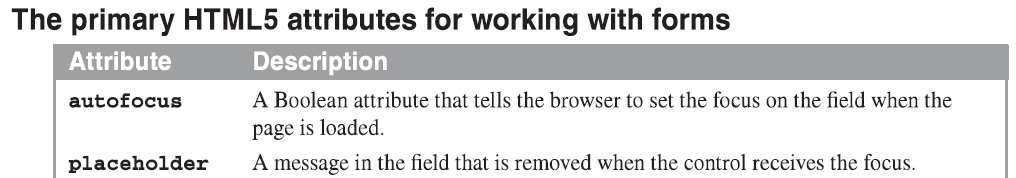 The primary HTML5 attributes for working with forms
Attribute Description
autofocus A Boolean attribute that tells the browser to set the focus on the field when the
page is loaded.
placeholder A message in the field that is removed when the control receives the focus.